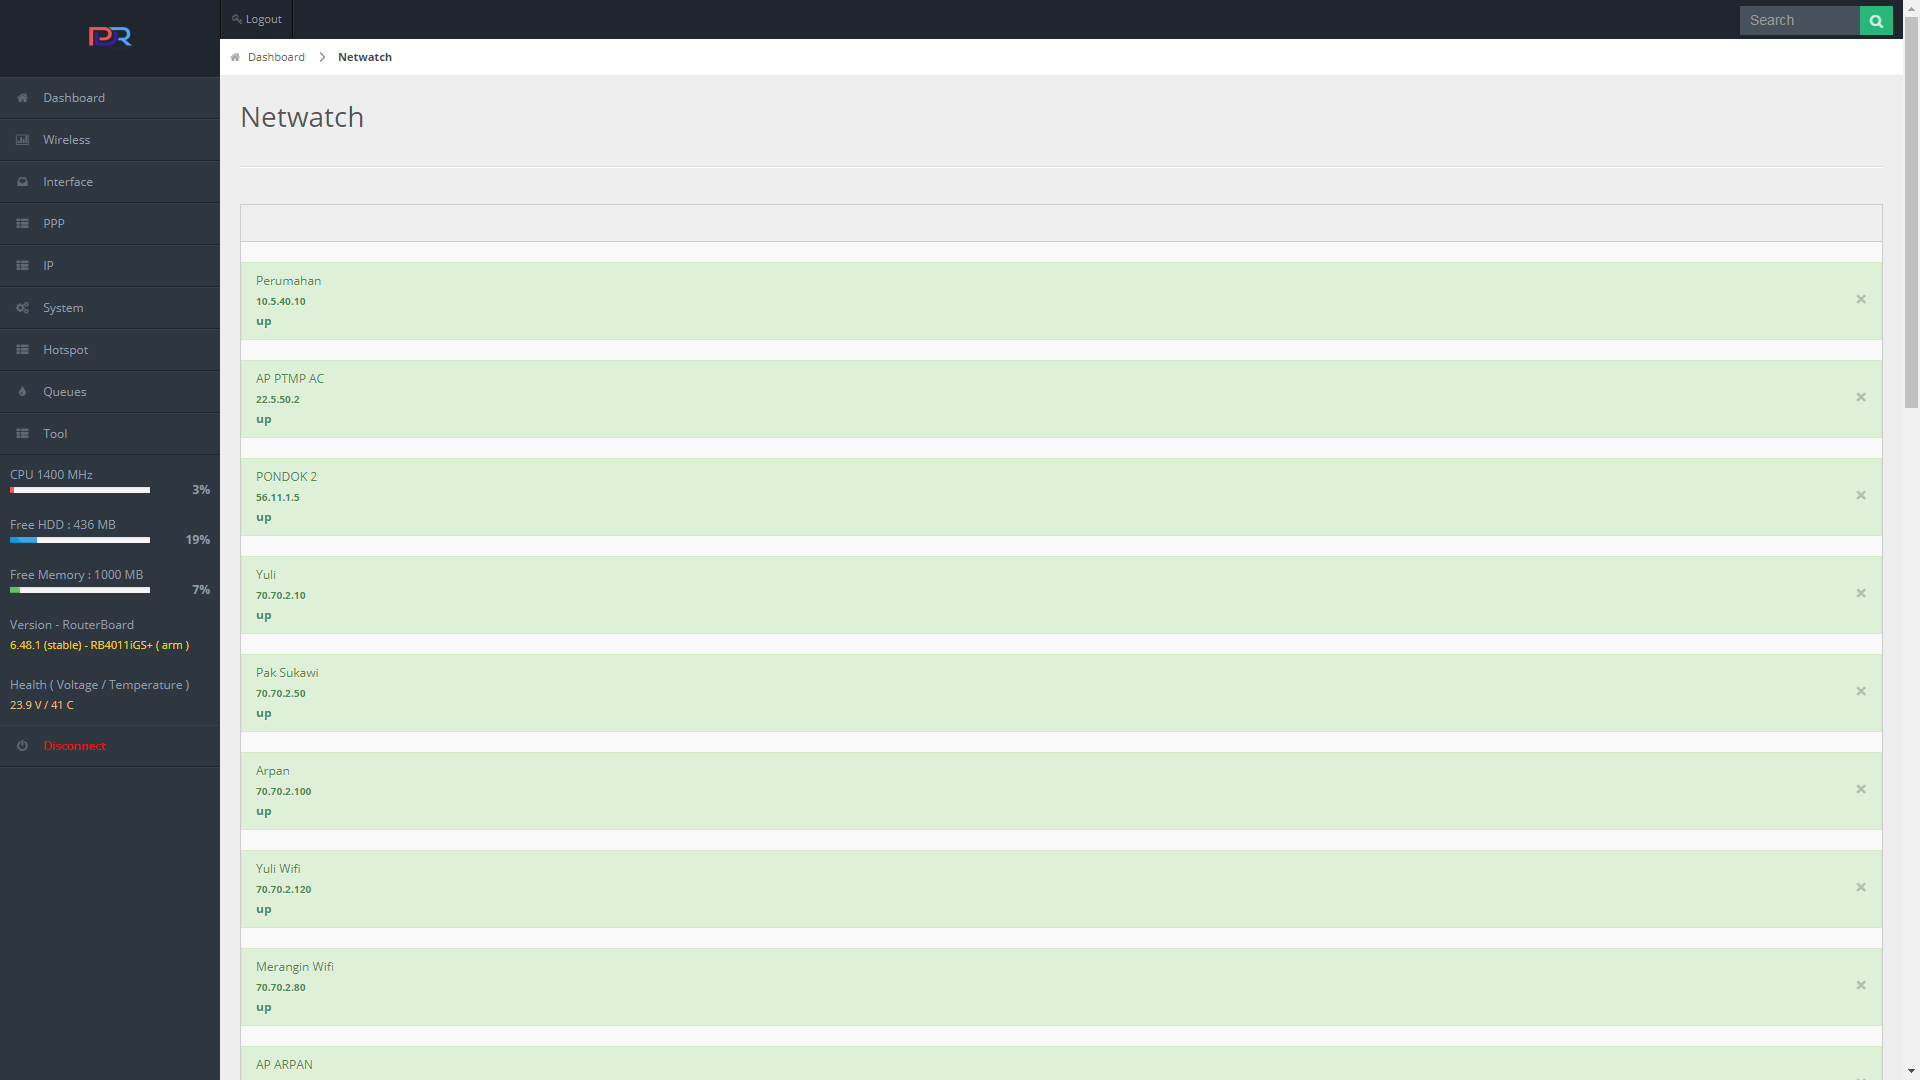 PDR
Logout
Search
Dashboard
Netwatch
Dashboard
Wireless
Interface
PPP
IP
System
Hotspot
Queues
Tool
CPU 1400 MHz
3%
Free HDD : 436 MB
19%
Free Memory : 1000 MB
7%
Version - RouterBoard
6.48.1 (stable) - RB4011iGS+ ( arm )
Health ( Voltage / Temperature )
23.9 V / 41 C
Disconnect
Netwatch
Perumahan
10.5.40.10
up
AP PTMP AC
22.5.50.2
up
PONDOK 2
56.11.1.5
up
Yuli
70.70.2.10
up
Pak Sukawi
70.70.2.50
up
Arpan
70.70.2.100
up
Yuli Wifi
70.70.2.120
up
Merangin Wifi
70.70.2.80
up
AP ARPAN